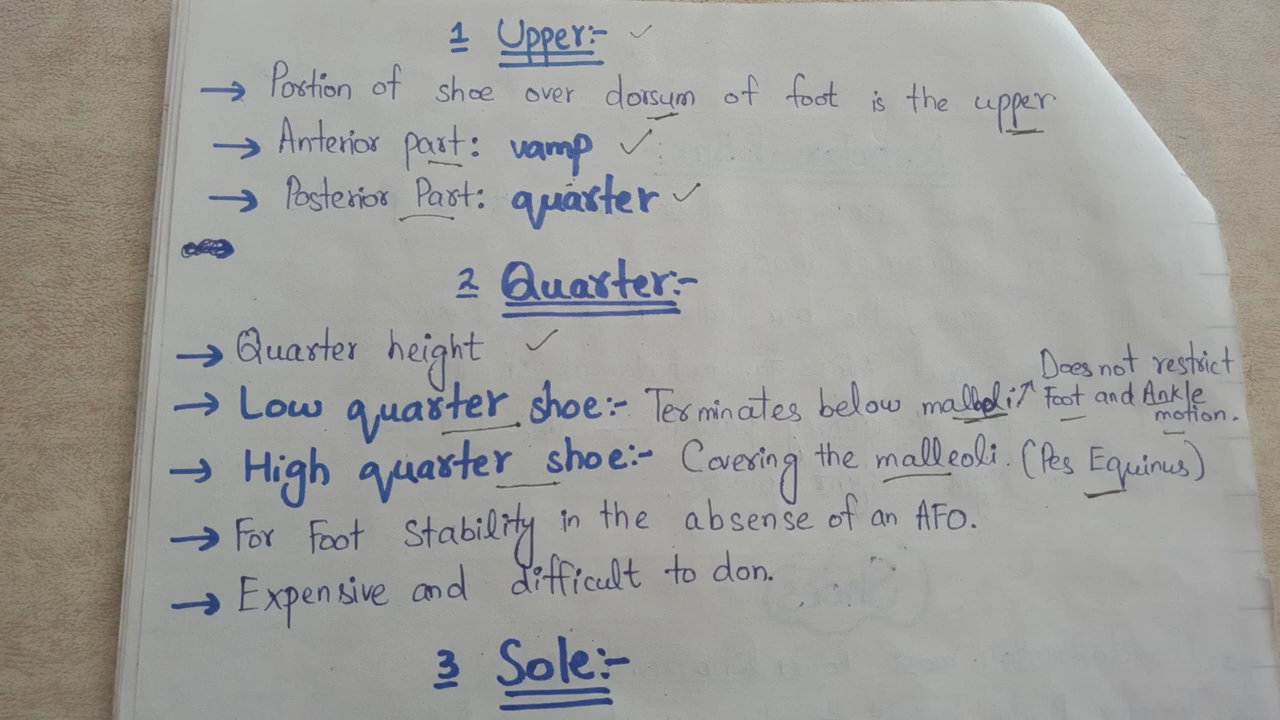 1 Upper:-
→ Portion of shoe over dorsum of foot is the upper
→ Anterior part: vamp
→ Posterior Part: quarter
2 Quarter:-
→ Quarter height
→ Low quarter shoe:- Terminates below malleoli ↗ Does not restrict
Foot and Ankle
motion.
→ High quarter shoe:- Covering the malleoli. (Pes Equinus)
→ For Foot Stability in the absense of an AFO.
→ Expensive and difficult to don.
3 Sole:-